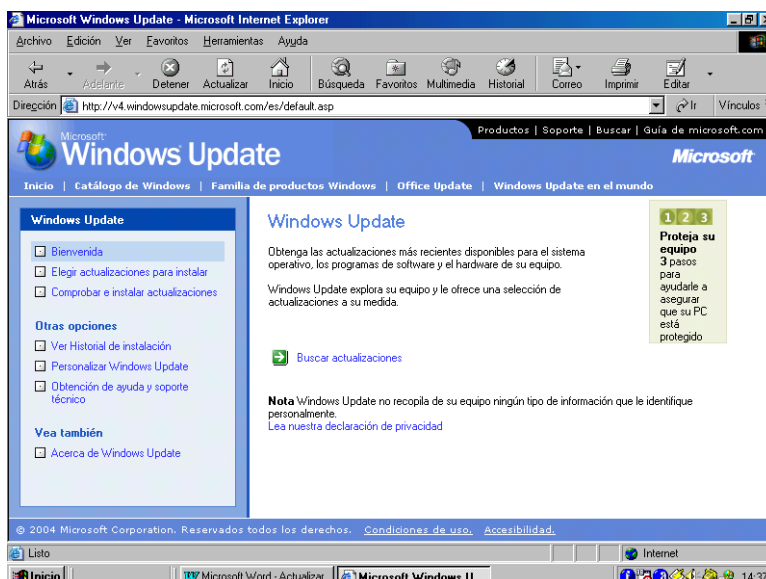 Microsoft Windows Update - Microsoft Internet Explorer
Archivo Edición Ver Favoritos Herramientas Ayuda
Atrás Adelante Detener Actualizar Inicio Búsqueda Favoritos Multimedia Historial Correo Imprimir Editar
Dirección http://v4.windowsupdate.microsoft.com/es/default.asp Ir Vínculos
Productos | Soporte | Buscar | Guía de microsoft.com
Microsoft
Windows Update
Microsoft
Inicio | Catálogo de Windows | Familia de productos Windows | Office Update | Windows Update en el mundo
Windows Update
Bienvenida
Elegir actualizaciones para instalar
Comprobar e instalar actualizaciones
Otras opciones
Ver Historial de instalación
Personalizar Windows Update
Obtención de ayuda y soporte
técnico
Vea también
Acerca de Windows Update
Windows Update
Obtenga las actualizaciones más recientes disponibles para el sistema
operativo, los programas de software y el hardware de su equipo.
Windows Update explora su equipo y le ofrece una selección de
actualizaciones a su medida.
Buscar actualizaciones
Nota Windows Update no recopila de su equipo ningún tipo de información que le identifique
personalmente.
Lea nuestra declaración de privacidad
1 2 3
Proteja su
equipo
3 pasos
para
ayudarle a
asegurar
que su PC
está
protegido
© 2004 Microsoft Corporation. Reservados todos los derechos. Condiciones de uso. Accesibilidad.
Listo Internet
Inicio Microsoft Word - Actualizar Microsoft Windows U... 14:37